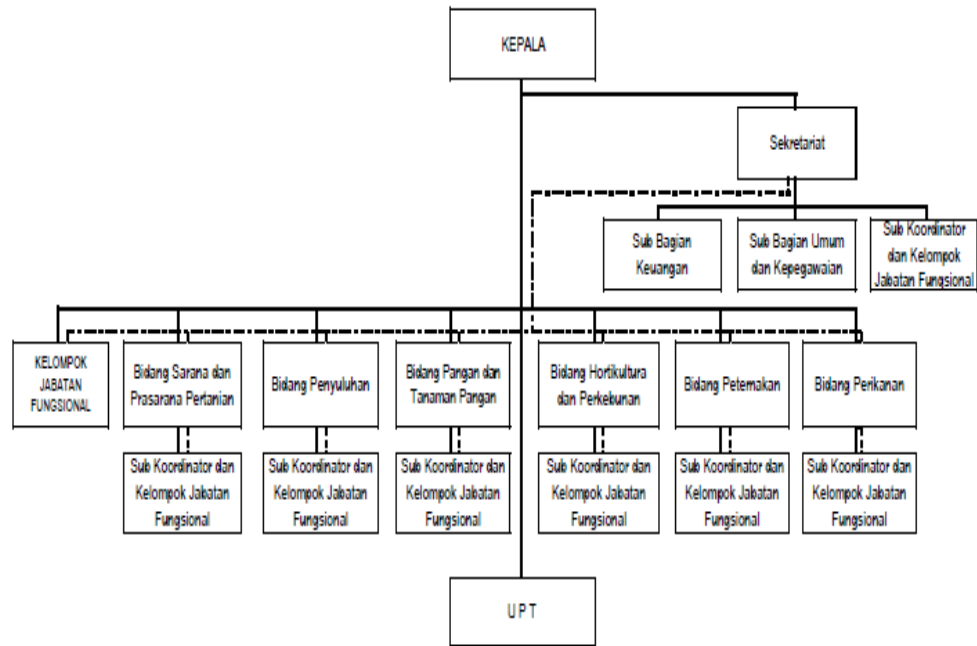 KEPALA
Sekretariat
Sub Bagian
Keuangan
Sub Bagian Umum
dan Kepegawaian
Sub Koordinator
dan Kelompok
Jabatan Fungsional
KELOMPOK
JABATAN
FUNGSIONAL
Bidang Sarana dan
Prasarana Pertanian
Bidang Penyuluhan
Bidang Pangan dan
Tanaman Pangan
Bidang Hortikultura
dan Perkebunan
Bidang Peternakan
Bidang Perikanan
Sub Koordinator dan
Kelompok Jabatan
Fungsional
Sub Koordinator dan
Kelompok Jabatan
Fungsional
Sub Koordinator dan
Kelompok Jabatan
Fungsional
Sub Koordinator dan
Kelompok Jabatan
Fungsional
Sub Koordinator dan
Kelompok Jabatan
Fungsional
Sub Koordinator dan
Kelompok Jabatan
Fungsional
U P T